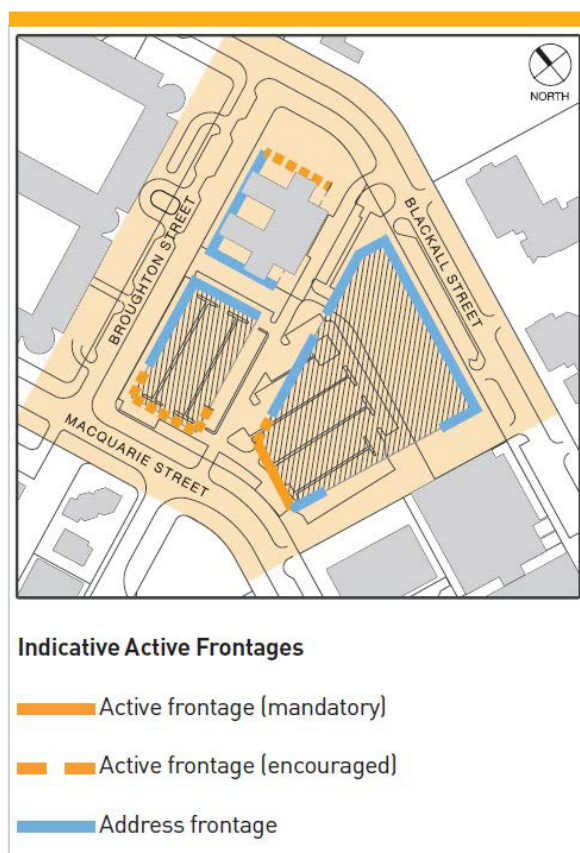 NORTH
BROUGHTON STREET
BLACKALL STREET
MACQUARIE STREET
Indicative Active Frontages
Active frontage (mandatory)
Active frontage (encouraged)
Address frontage